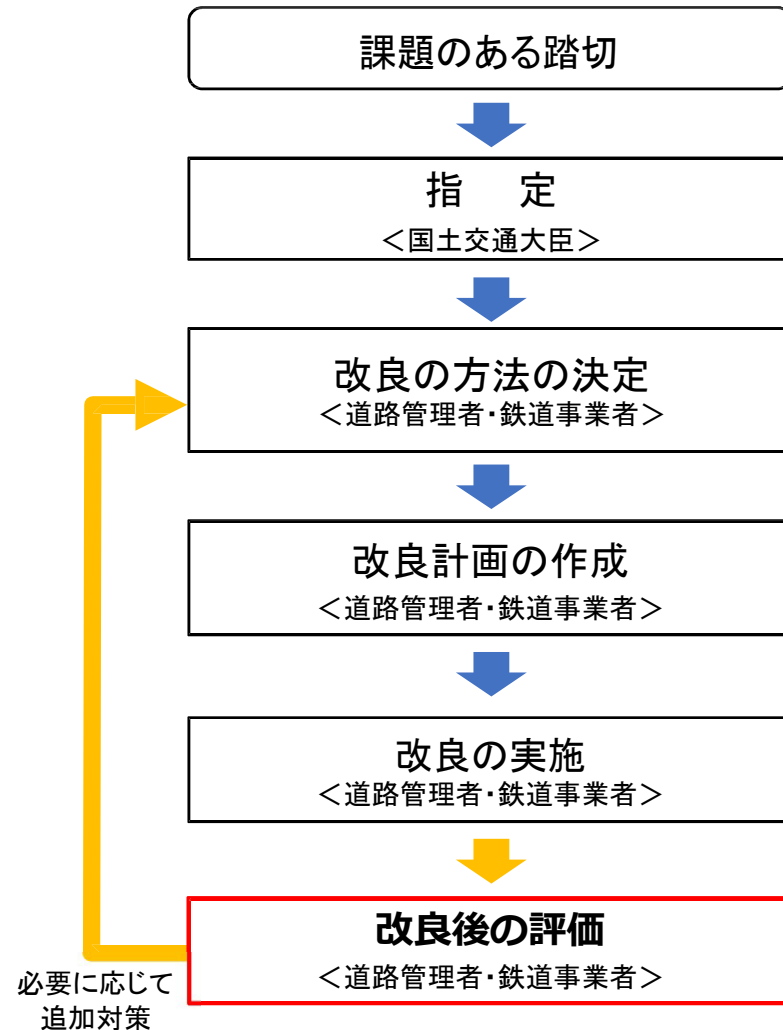 課題のある踏切
指　定
＜国土交通大臣＞
改良の方法の決定
＜道路管理者・鉄道事業者＞
改良計画の作成
＜道路管理者・鉄道事業者＞
改良の実施
＜道路管理者・鉄道事業者＞
改良後の評価
＜道路管理者・鉄道事業者＞
必要に応じて
追加対策